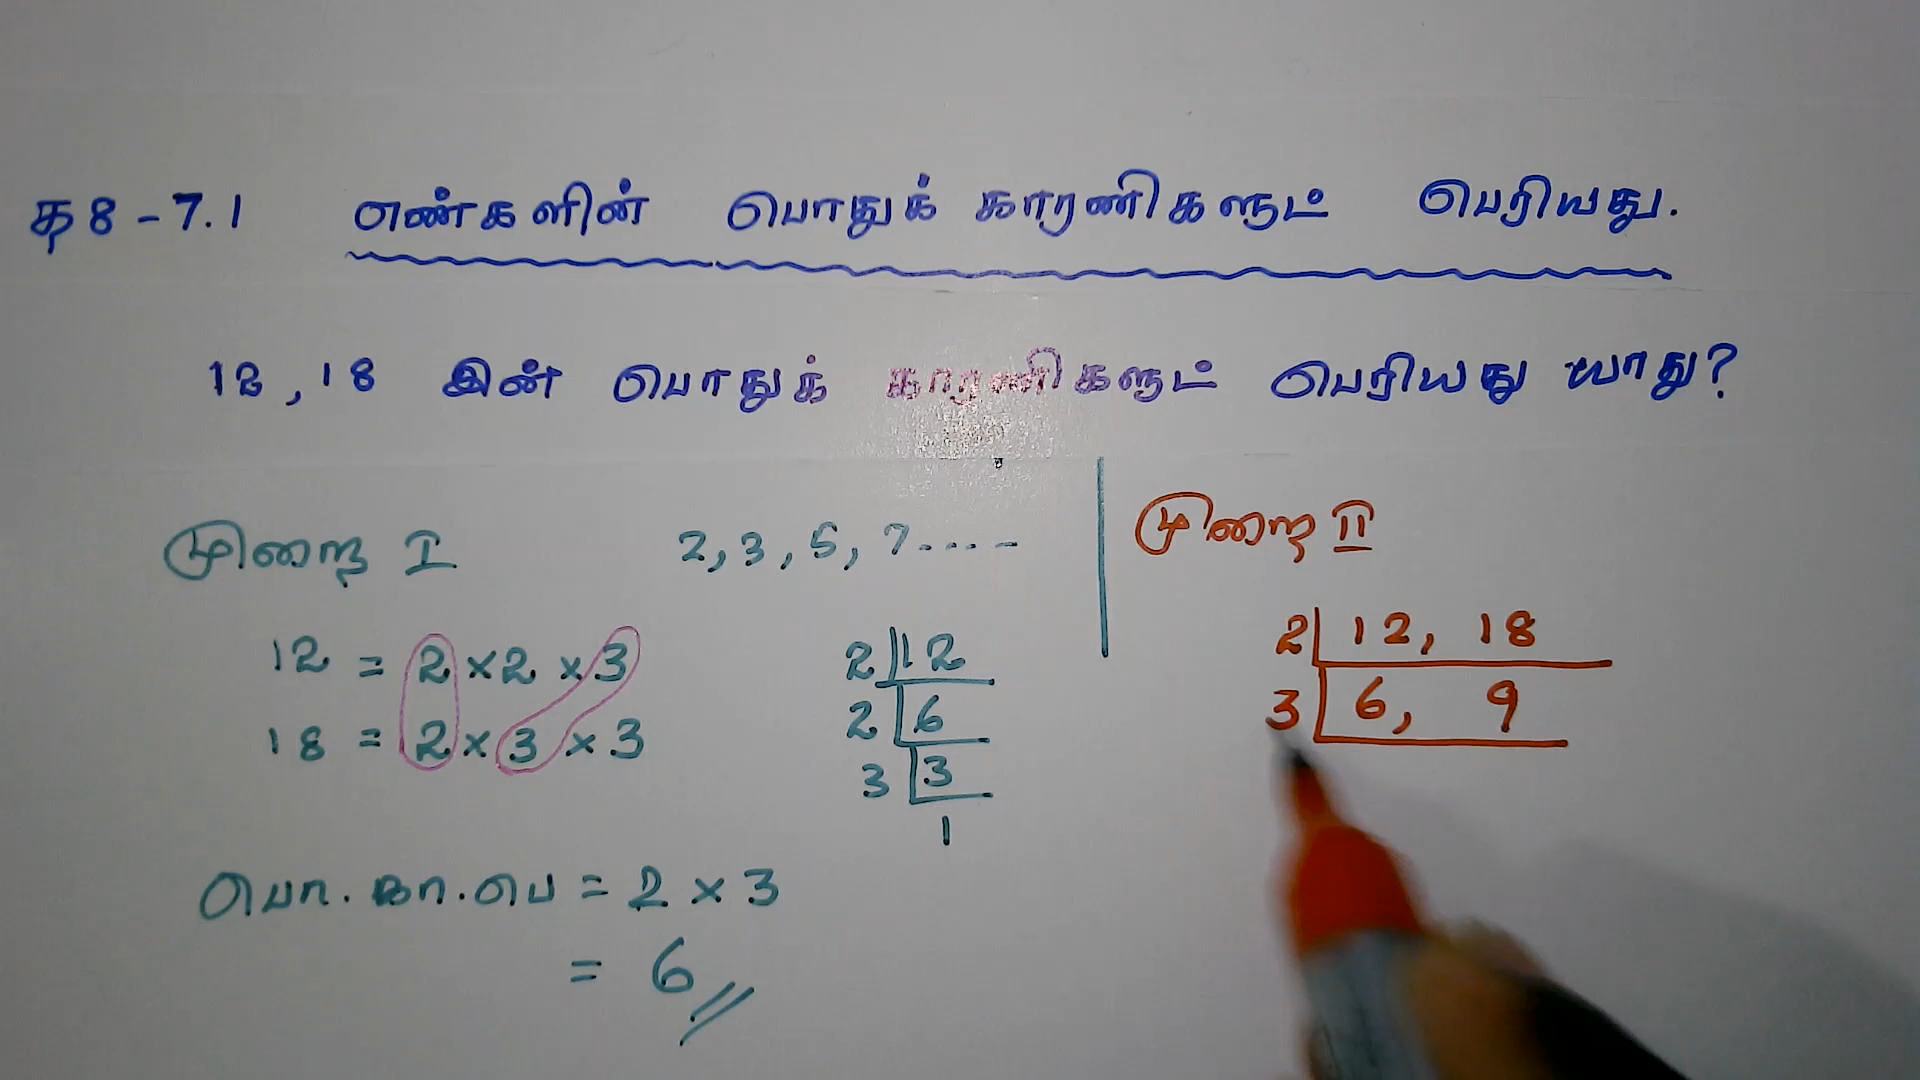 த 8 - 7.1 எண்களின் பொதுக் காரணிகளுட் பெரியது.
12, 18 இன் பொதுக் காரணிகளுட் பெரியது யாது?
முறை I
2, 3, 5, 7 .....
12 = 2 × 2 × 3
18 = 2 × 3 × 3
2 12
2 6
3 3
1
பொ. கா. பெ = 2 × 3
= 6
முறை II
2 12, 18
3 6, 9